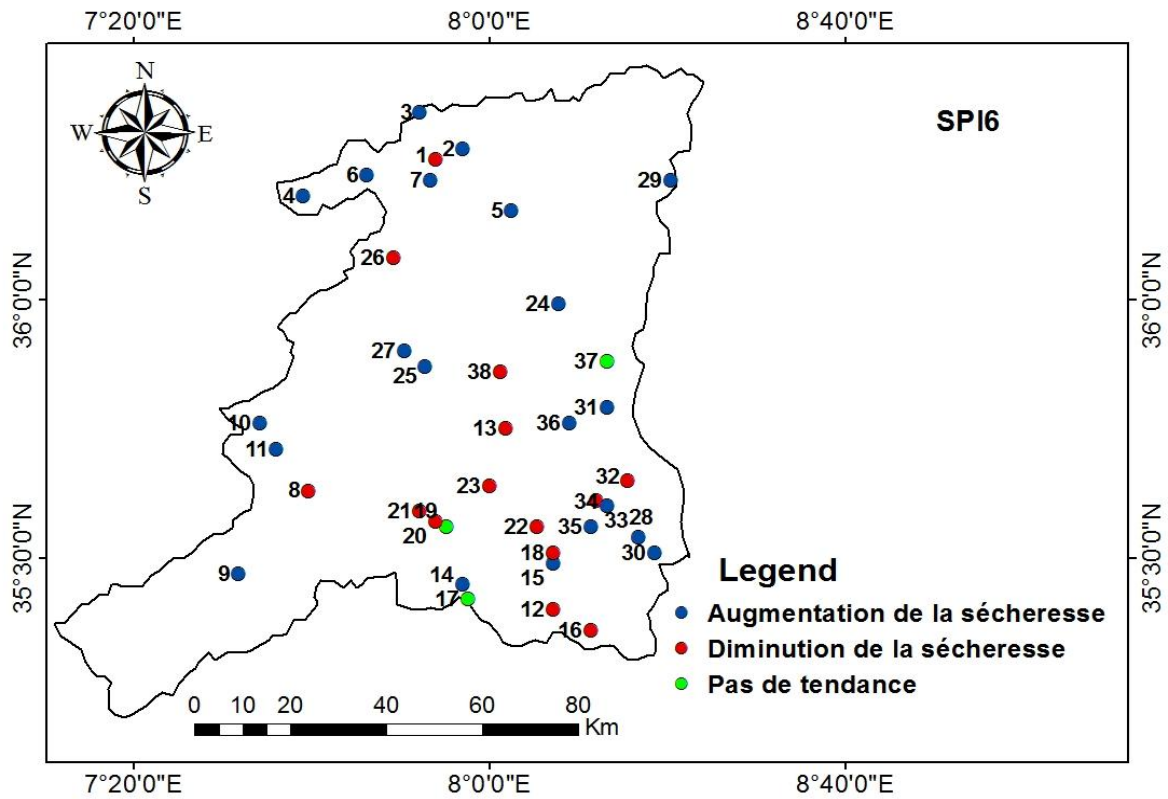 7°20'0"E 8°0'0"E 8°40'0"E
N
W E
S
SPI6
3
2
1
6
7
4
29
5
26
36°0'0"N
24
36°0'0"N
27
25
38
37
31
10
36
13
11
32
8
23
34
21 19
33 28
20
22
35
18
30
35°30'0"N
15
35°30'0"N
9
14
17
12
16
Legend
Augmentation de la sécheresse
Diminution de la sécheresse
Pas de tendance
0 10 20 40 60 80
Km
7°20'0"E 8°0'0"E 8°40'0"E